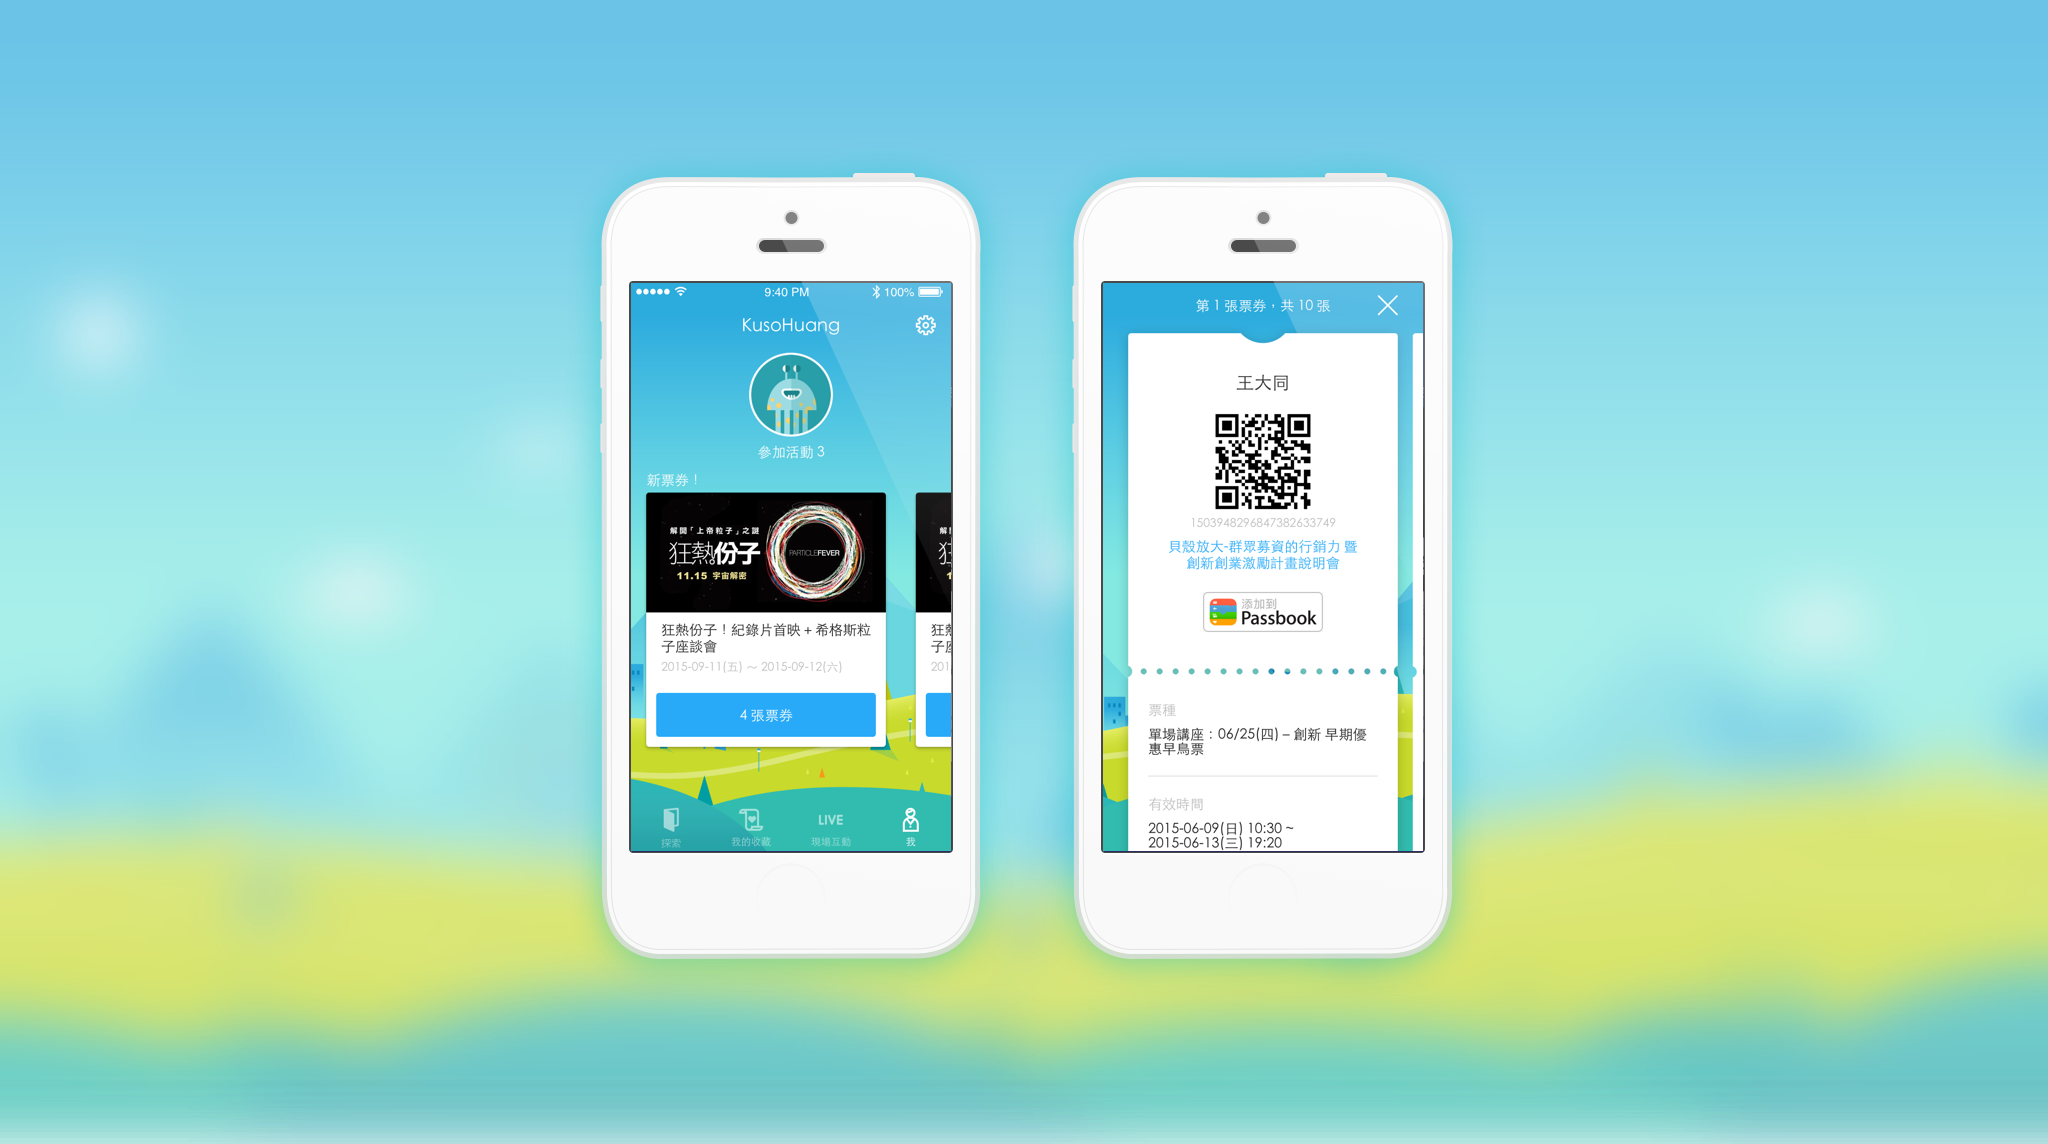 9:40 PM
100%
KusoHuang
參加活動 3
新票券！
解開「上帝粒子」之謎
狂熱份子
11.15 宇宙解密
PARTICLEFEVER
狂熱份子！紀錄片首映 + 希格斯粒
子座談會
2015-09-11(五) ～ 2015-09-12(六)
4 張票券
探索
我的收藏
LIVE
現場互動
我
解開
狂
1
狂熱
子座
201
第 1 張票券，共 10 張
王大同
1503948296847382633749
貝殼放大-群眾募資的行銷力 暨
創新創業激勵計畫說明會
添加到
Passbook
票種
單場講座：06/25(四) – 創新 早期優
惠早鳥票
有效時間
2015-06-09(日) 10:30 ~
2015-06-13(三) 19:20